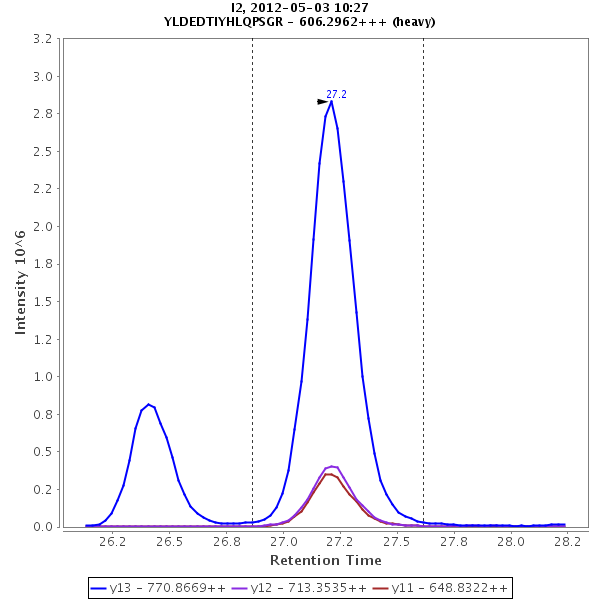 I2, 2012-05-03 10:27
YLDEDTIYHLQPSGR - 606.2962+++ (heavy)
3.2
3.0
2.8
2.5
2.2
2.0
1.8
1.5
1.2
1.0
0.8
0.5
0.2
0.0
Intensity 10^6
27.2
26.2 26.5 26.8 27.0 27.2 27.5 27.8 28.0 28.2
Retention Time
y13 - 770.8669++ y12 - 713.3535++ y11 - 648.8322++